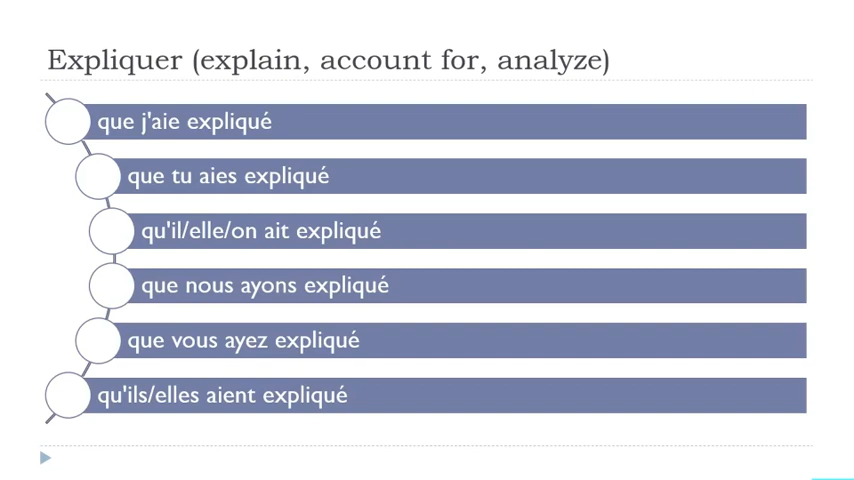 Expliquer (explain, account for, analyze)
que j'aie expliqué
que tu aies expliqué
qu'il/elle/on ait expliqué
que nous ayons expliqué
que vous ayez expliqué
qu'ils/elles aient expliqué